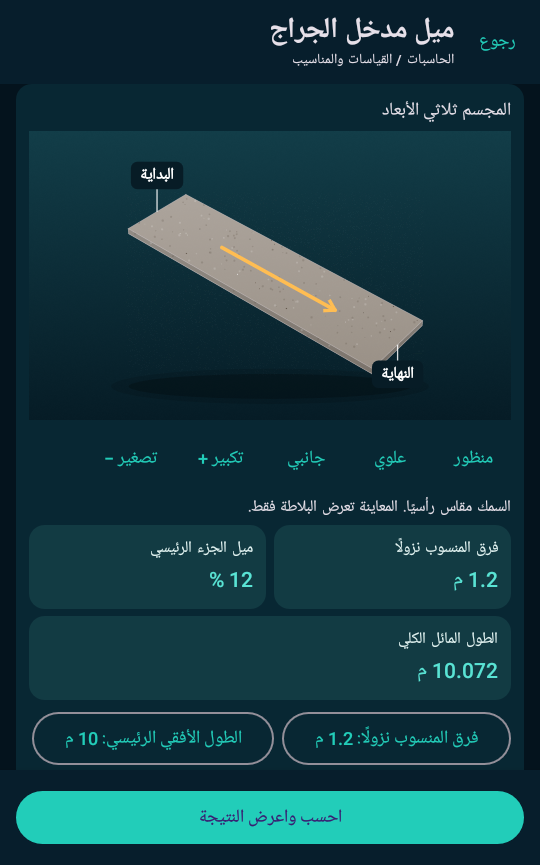 رجوع
ميل مدخل الجراج
الحاسبات / القياسات والمناسيب
المجسم ثلاثي الأبعاد
البداية
النهاية
منظور علوي جانبي تكبير + تصغير −
السمك مقاس رأسيًا. المعاينة تعرض البلاطة فقط.
فرق المنسوب نزولًا
1.2 م
ميل الجزء الرئيسي
12 %
الطول المائل الكلي
10.072 م
فرق المنسوب نزولًا: 1.2 م
الطول الأفقي الرئيسي: 10 م
احسب واعرض النتيجة